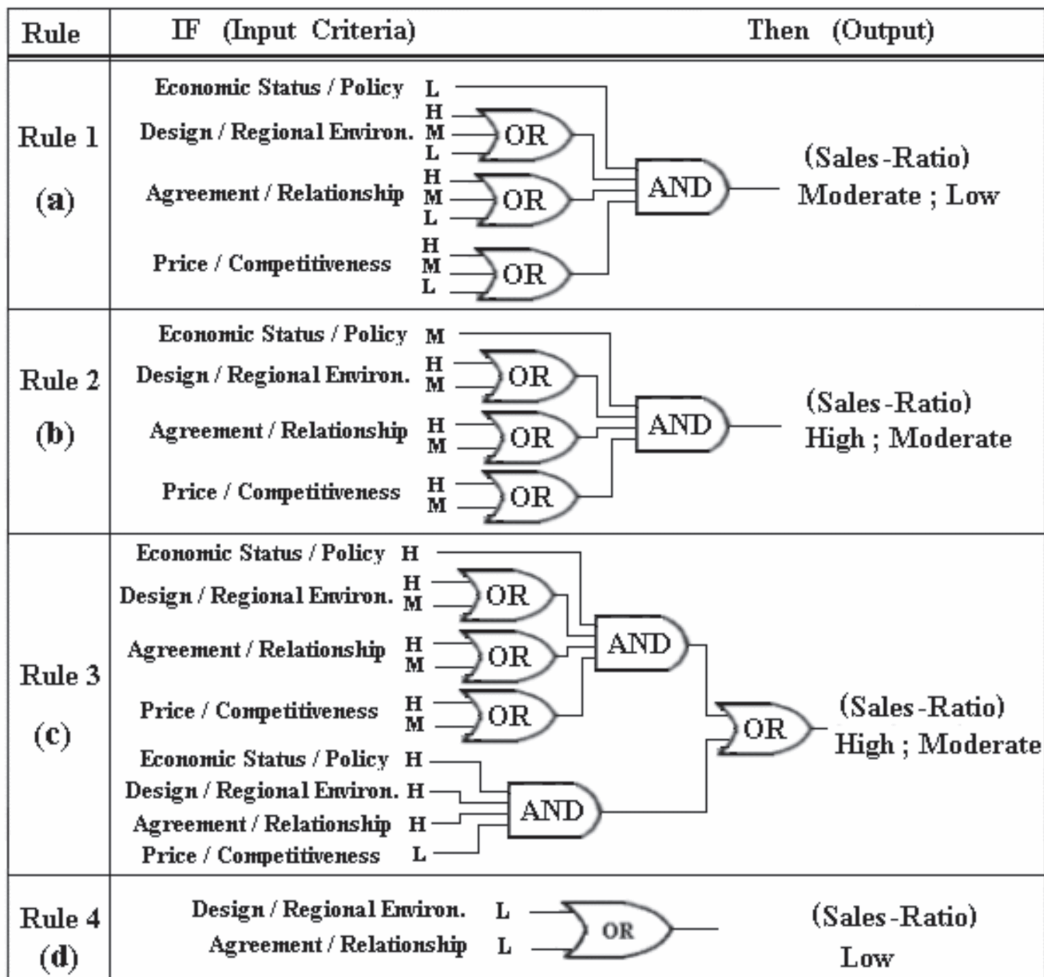 Rule IF (Input Criteria) Then (Output)
Rule 1
(a)
Economic Status / Policy L
Design / Regional Environ. H M L OR
Agreement / Relationship H M L OR
Price / Competitiveness H M L OR
AND
(Sales-Ratio)
Moderate ; Low
Rule 2
(b)
Economic Status / Policy M
Design / Regional Environ. H M OR
Agreement / Relationship H M OR
Price / Competitiveness H M OR
AND
(Sales-Ratio)
High ; Moderate
Rule 3
(c)
Economic Status / Policy H
Design / Regional Environ. H M OR
Agreement / Relationship H M OR
Price / Competitiveness H M OR
AND
Economic Status / Policy H
Design / Regional Environ. H
Agreement / Relationship H
Price / Competitiveness L
AND
OR
(Sales-Ratio)
High ; Moderate
Rule 4
(d)
Design / Regional Environ. L
Agreement / Relationship L
OR
(Sales-Ratio)
Low